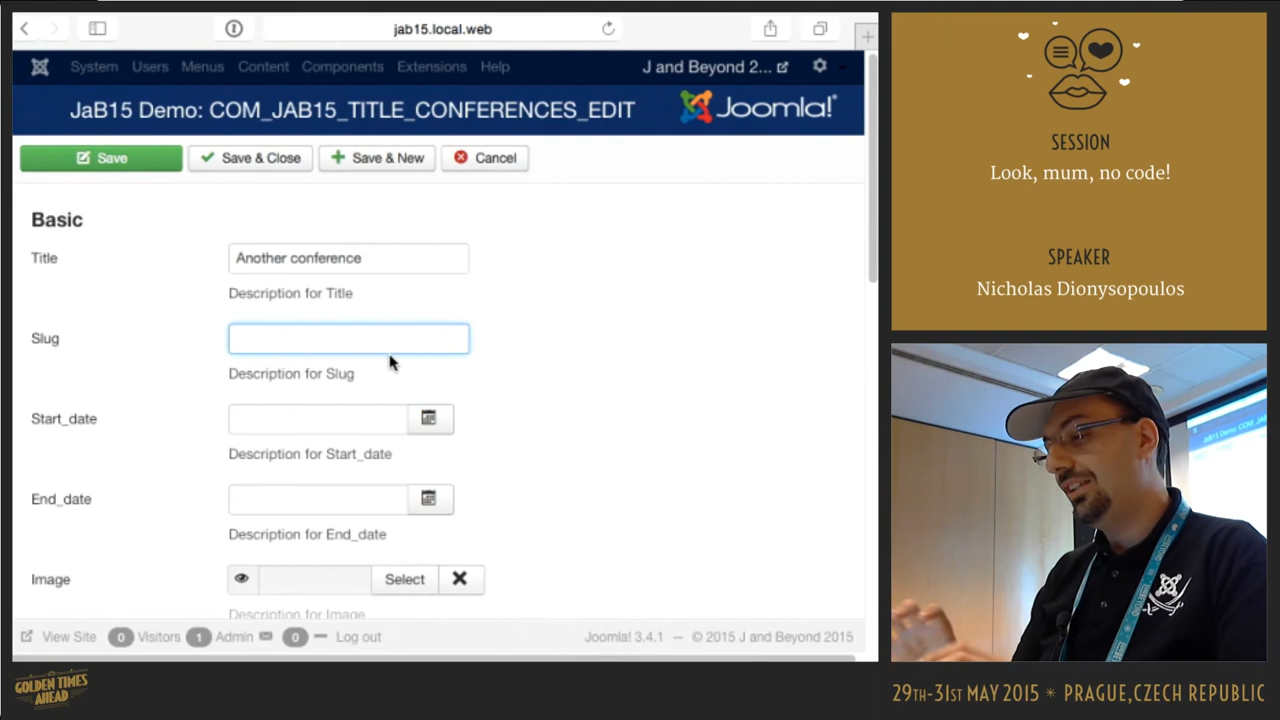 jab15.local.web
System Users Menus Content Components Extensions Help J and Beyond 2...
JaB15 Demo: COM_JAB15_TITLE_CONFERENCES_EDIT Joomla!®
Save Save & Close Save & New Cancel
Basic
Title Another conference
Description for Title
Slug
Description for Slug
Start_date
Description for Start_date
End_date
Description for End_date
Image Select
Description for Image
View Site 0 Visitors 1 Admin 0 Log out Joomla! 3.4.1 — © 2015 J and Beyond 2015
SESSION
Look, mum, no code!
SPEAKER
Nicholas Dionysopoulos
GOLDEN TIMES
AHEAD
29TH-31ST MAY 2015 * PRAGUE,CZECH REPUBLIC